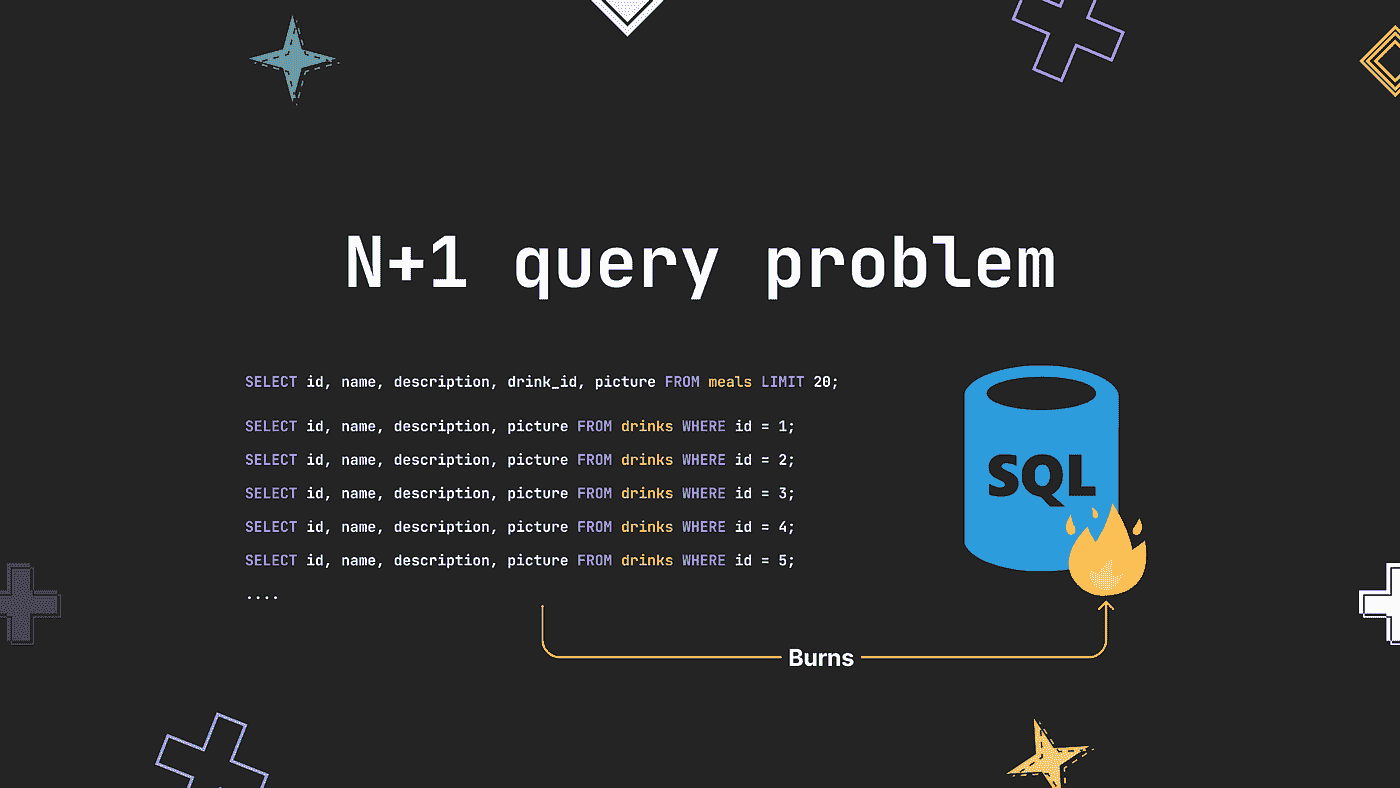 N+1 query problem
SELECT id, name, description, drink_id, picture FROM meals LIMIT 20;
SELECT id, name, description, picture FROM drinks WHERE id = 1;
SELECT id, name, description, picture FROM drinks WHERE id = 2;
SELECT id, name, description, picture FROM drinks WHERE id = 3;
SELECT id, name, description, picture FROM drinks WHERE id = 4;
SELECT id, name, description, picture FROM drinks WHERE id = 5;
....
SQL
Burns